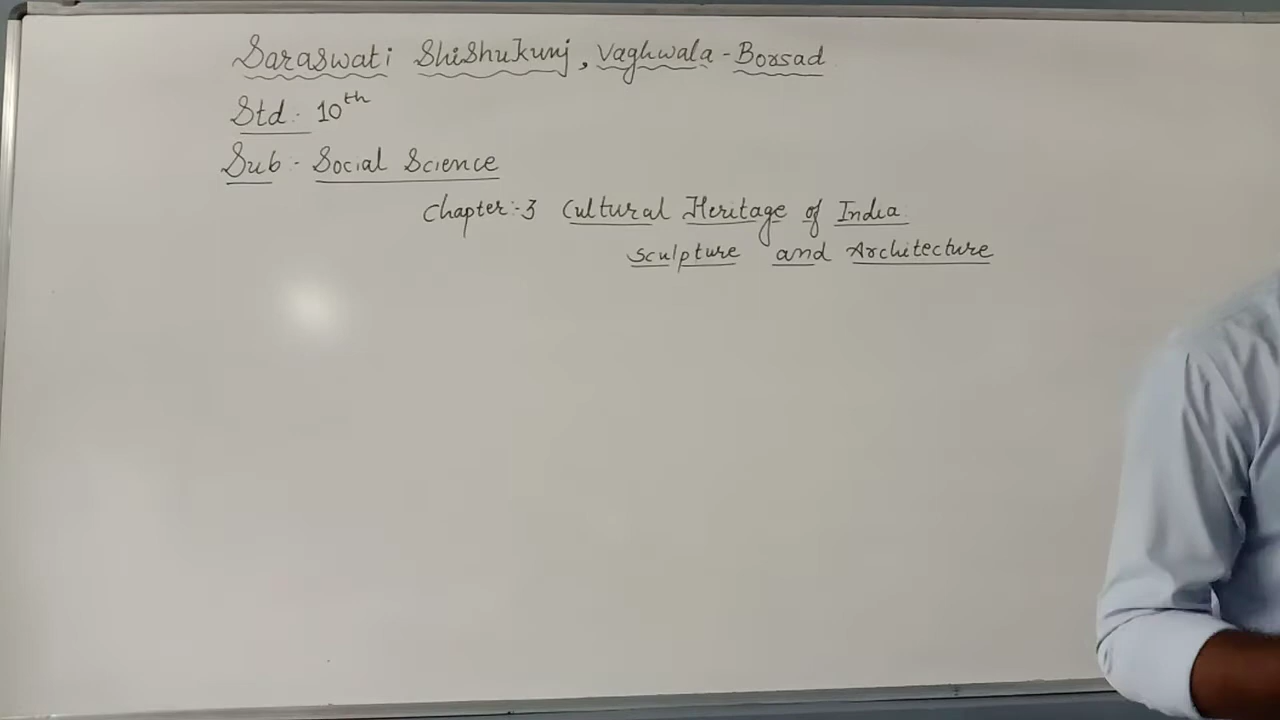 Saraswati Shishukunj, Vaghwala - Borsad
Std:- 10th
Sub:- Social Science
Chapter:-3 Cultural Heritage of India
Sculpture and Architecture